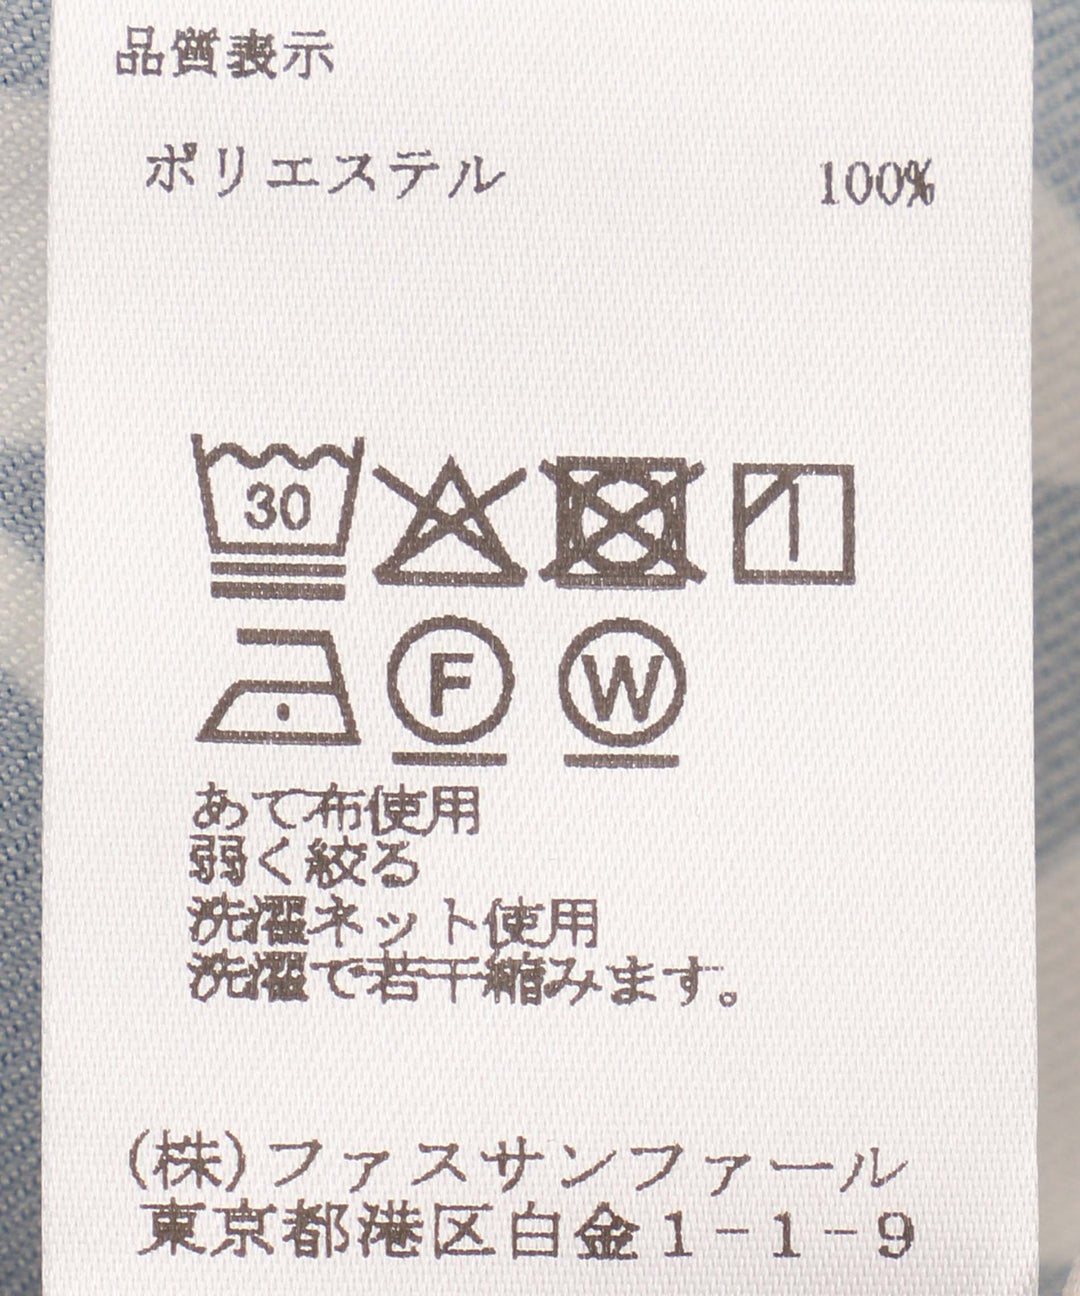 品質表示
ポリエステル 100%
30
F W
あて布使用
弱く絞る
洗濯ネット使用
洗濯で若干縮みます。
(株)ファスサンファール
東京都港区白金1-1-9